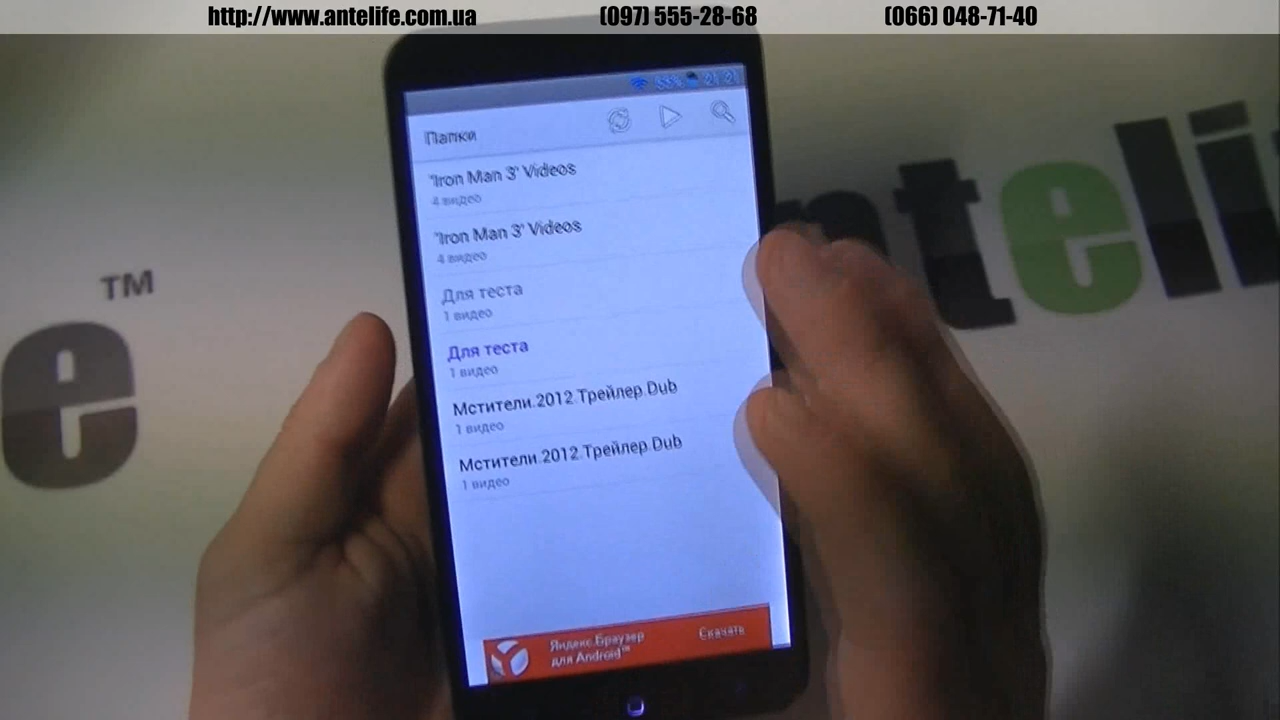 http://www.antelife.com.ua (097) 555-28-68 (066) 048-71-40
Папки
"Iron Man 3" Videos
4 видео
"Iron Man 3" Videos
4 видео
Для теста
1 видео
Для теста
1 видео
Мстители.2012.Трейлер.Dub
1 видео
Мстители.2012.Трейлер.Dub
1 видео
Яндекс.Браузер
для Android™
Скачать
TM
e
nteli